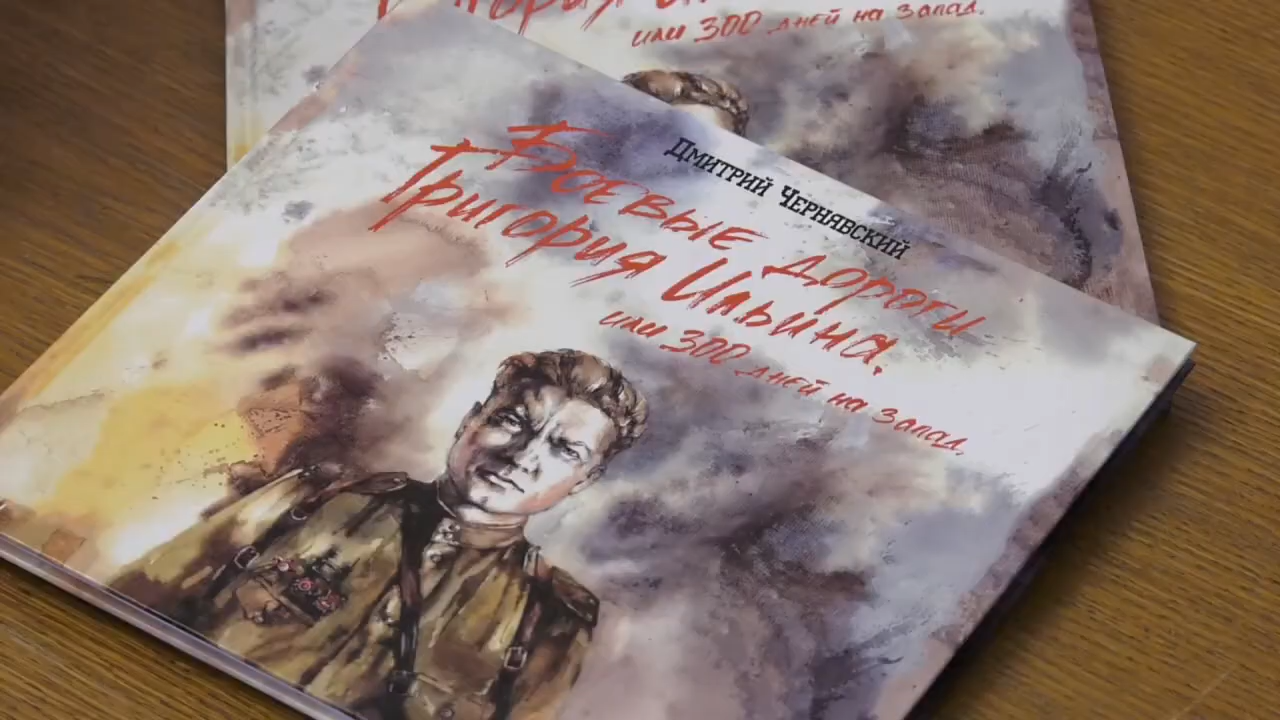 или 300 дней на запад.
Дмитрий Чернявский
Боевые дороги
Григория Ильина,
или 300 дней на запад.